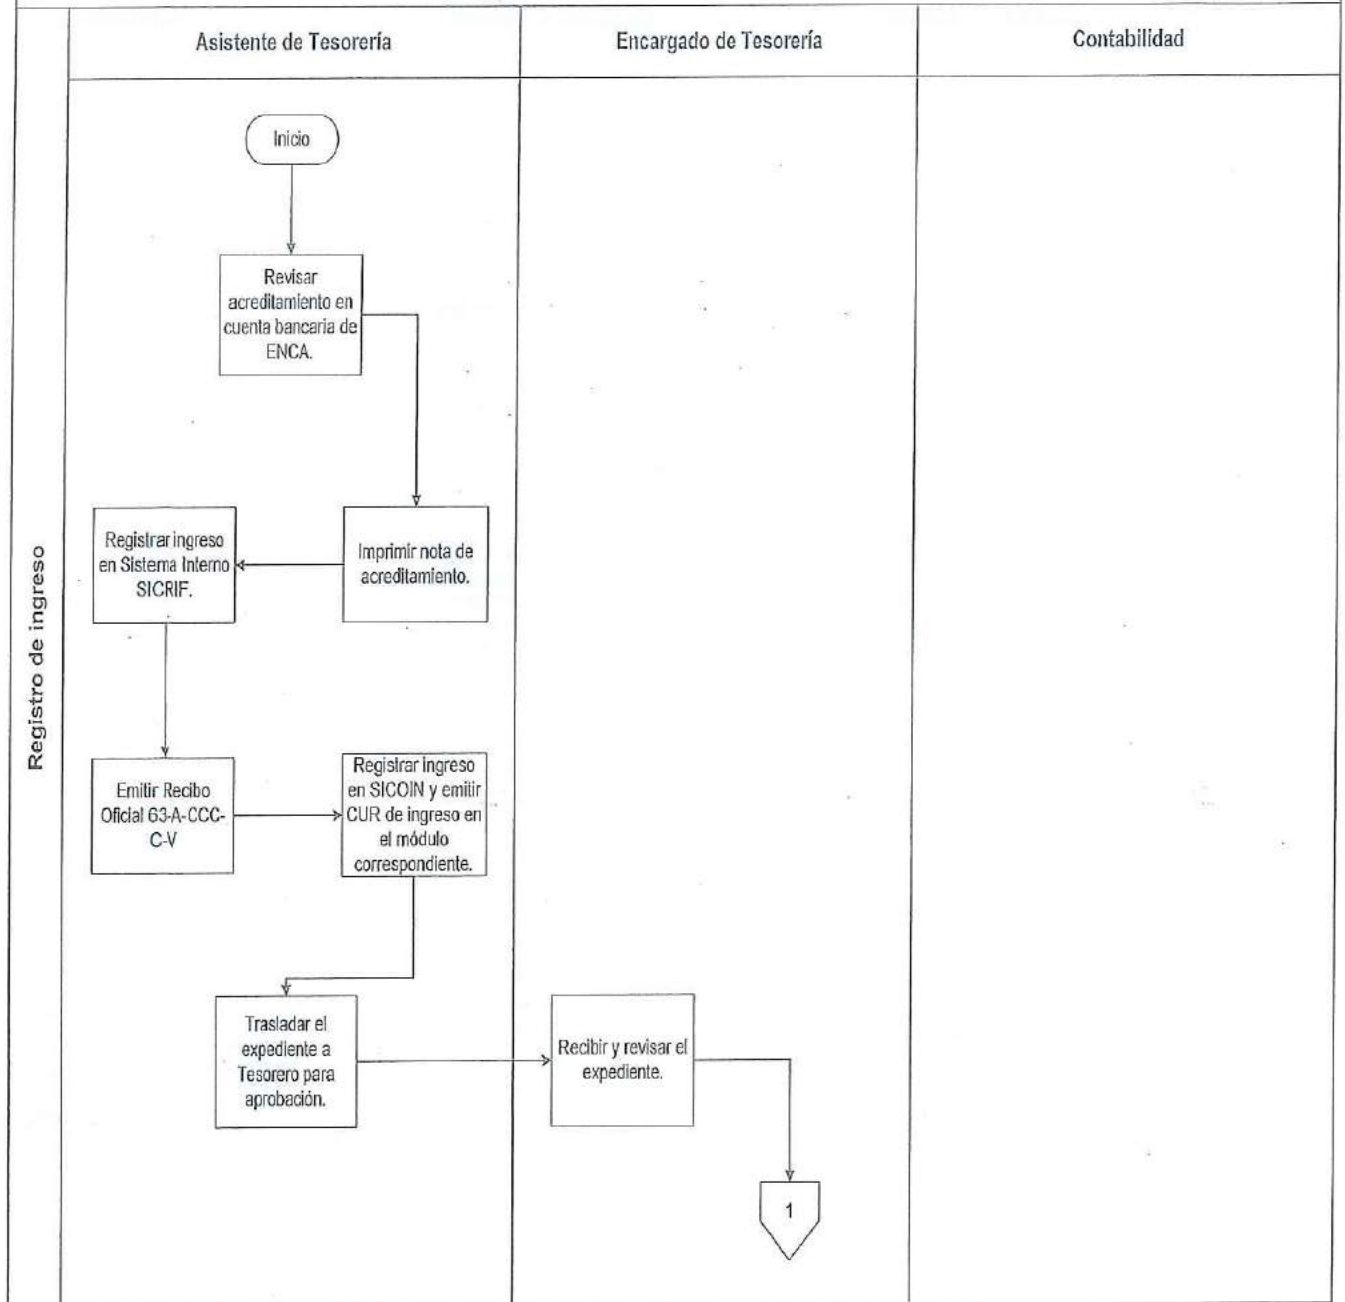 Asistente de Tesorería
Encargado de Tesorería
Contabilidad
Registro de ingreso
Inicio
Revisar
acreditamiento en
cuenta bancaria de
ENCA.
Imprimir nota de
acreditamiento.
Registrar ingreso
en Sistema Interno
SICRIF.
Emitir Recibo
Oficial 63-A-CCC-
C-V
Registrar ingreso
en SICOIN y emitir
CUR de ingreso en
el módulo
correspondiente.
Trasladar el
expediente a
Tesorero para
aprobación.
Recibir y revisar el
expediente.
1